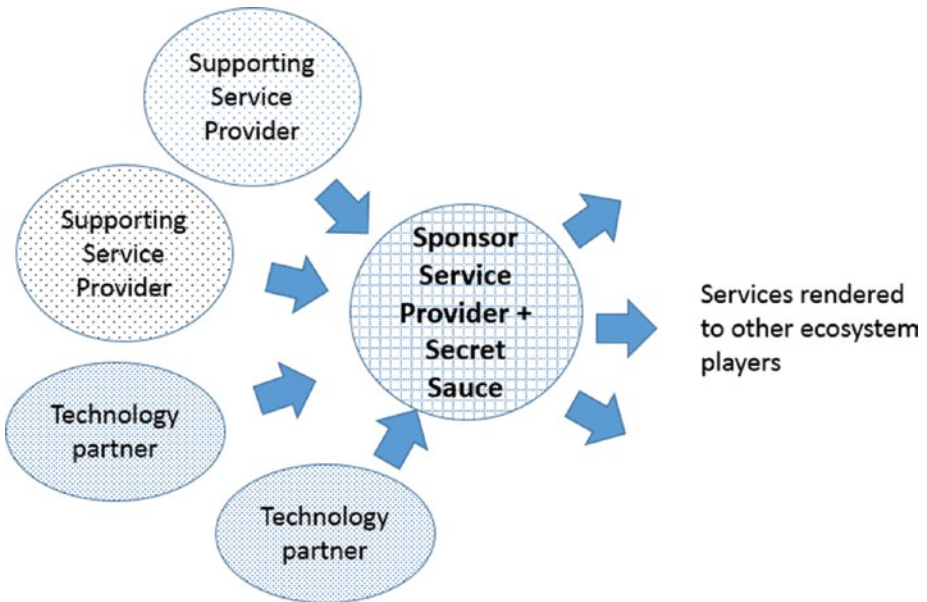 Supporting
Service
Provider
Supporting
Service
Provider
Sponsor
Service
Provider +
Secret
Sauce
Services rendered
to other ecosystem
players
Technology
partner
Technology
partner